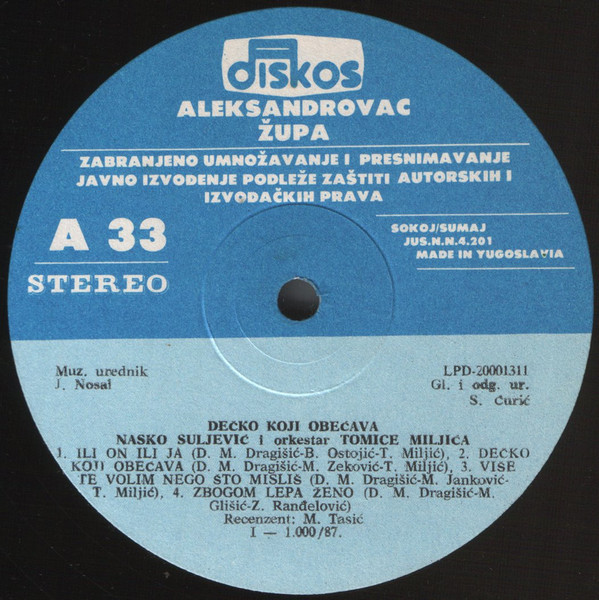 diskos
ALEKSANDROVAC
ŽUPA
ZABRANJENO UMNOŽAVANJE I PRESNIMAVANJE
JAVNO IZVOĐENJE PODLEŽE ZAŠTITI AUTORSKIH I
IZVOĐAČKIH PRAVA
A 33
STEREO
SOKOJ/SUMAJ
JUS.N.N.4.201
MADE IN YUGOSLAVIA
Muz. urednik
J. Nosal
LPD-20001311
Gl. i odg. ur.
S. Ćurić
DEČKO KOJI OBEĆAVA
NASKO SULJEVIĆ i orkestar TOMICE MILJIĆA
1. ILI ON ILI JA (D. M. Dragišić-B. Ostojić-T. Miljić), 2. DEČKO
KOJI OBEĆAVA (D. M. Dragišić-M. Zeković-T. Miljić), 3. VIŠE
TE VOLIM NEGO ŠTO MISLIŠ (D. M. Dragišić-M. Janković-
T. Miljić), 4. ZBOGOM LEPA ŽENO (D. M. Dragišić-M.
Glišić-Z. Ranđelović)
Recenzent: M. Tasić
I — 1.000/87.